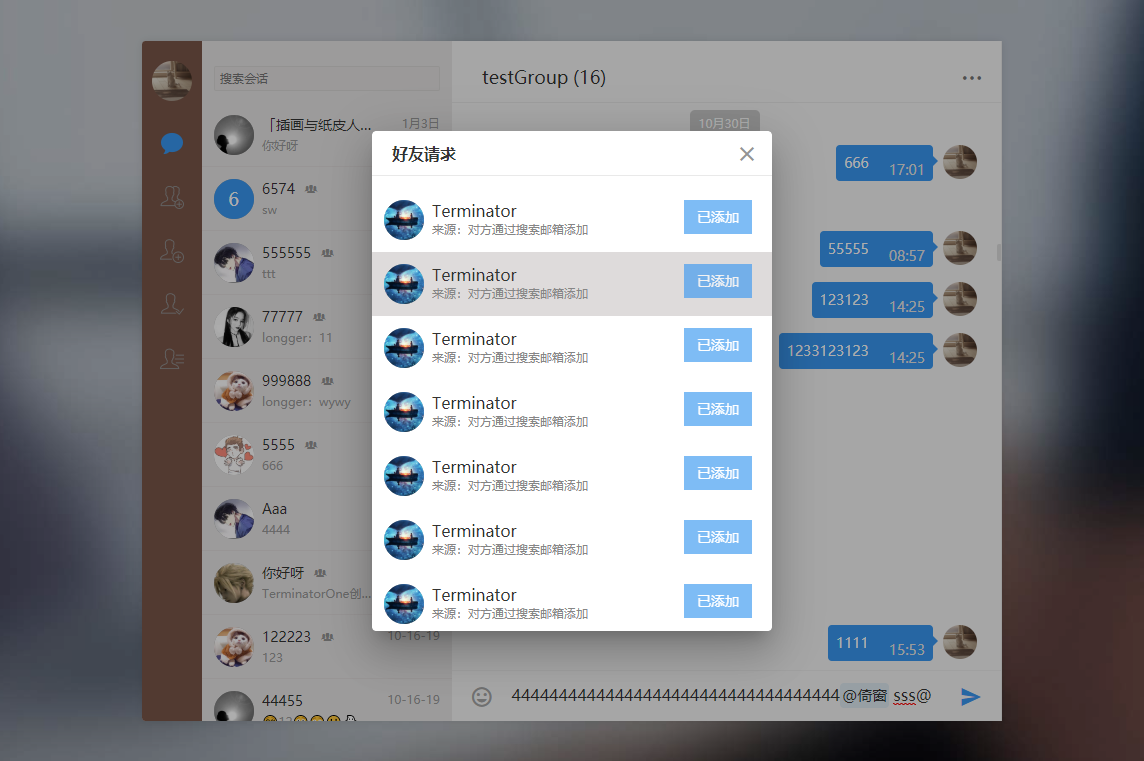 搜索会话
「插画与纸皮人...
1月3日
你好呀
6
6574
sw
555555
ttt
77777
longger：11
999888
longger：wywy
5555
666
Aaa
4444
你好呀
TerminatorOne创...
122223
10-16-19
123
44455
10-16-19
testGroup (16)
10月30日
666 17:01
55555 08:57
123123 14:25
1233123123 14:25
1111 15:53
好友请求
Terminator
来源：对方通过搜索邮箱添加
已添加
Terminator
来源：对方通过搜索邮箱添加
已添加
Terminator
来源：对方通过搜索邮箱添加
已添加
Terminator
来源：对方通过搜索邮箱添加
已添加
Terminator
来源：对方通过搜索邮箱添加
已添加
Terminator
来源：对方通过搜索邮箱添加
已添加
Terminator
来源：对方通过搜索邮箱添加
已添加
444444444444444444444444444444444444444@倚窗 sss@